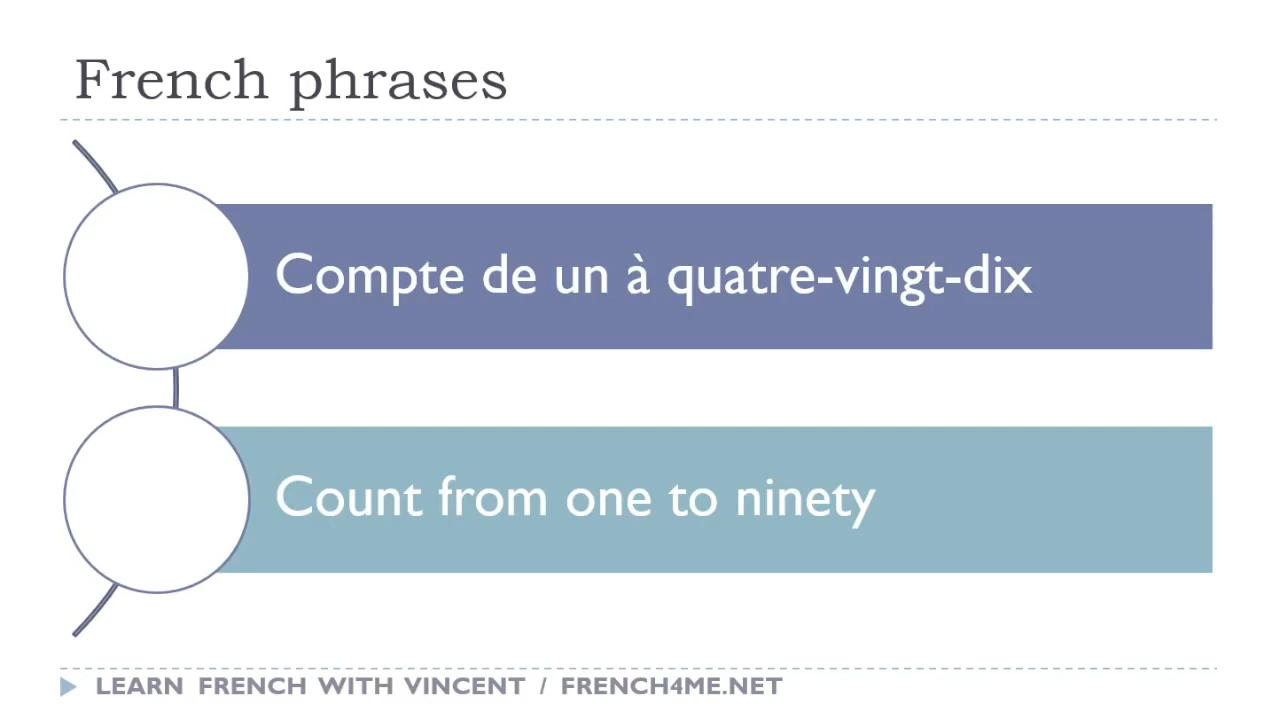 French phrases
Compte de un à quatre-vingt-dix
Count from one to ninety
LEARN FRENCH WITH VINCENT / FRENCH4ME.NET